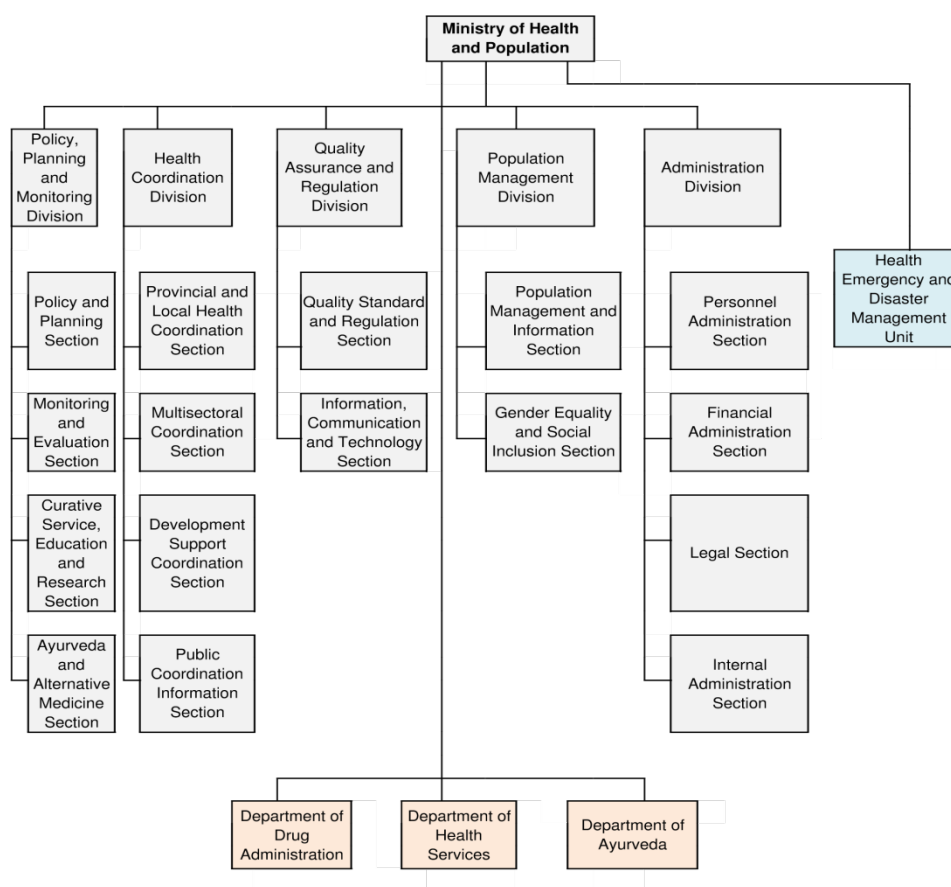 Ministry of Health
and Population
Policy,
Planning
and
Monitoring
Division
Health
Coordination
Division
Quality
Assurance and
Regulation
Division
Population
Management
Division
Administration
Division
Health
Emergency and
Disaster
Management
Unit
Policy and
Planning
Section
Provincial and
Local Health
Coordination
Section
Quality Standard
and Regulation
Section
Population
Management and
Information
Section
Personnel
Administration
Section
Monitoring
and
Evaluation
Section
Multisectoral
Coordination
Section
Information,
Communication
and Technology
Section
Gender Equality
and Social
Inclusion Section
Financial
Administration
Section
Curative
Service,
Education
and
Research
Section
Development
Support
Coordination
Section
Legal Section
Ayurveda
and
Alternative
Medicine
Section
Public
Coordination
Information
Section
Internal
Administration
Section
Department of
Drug
Administration
Department of
Health
Services
Department of
Ayurveda